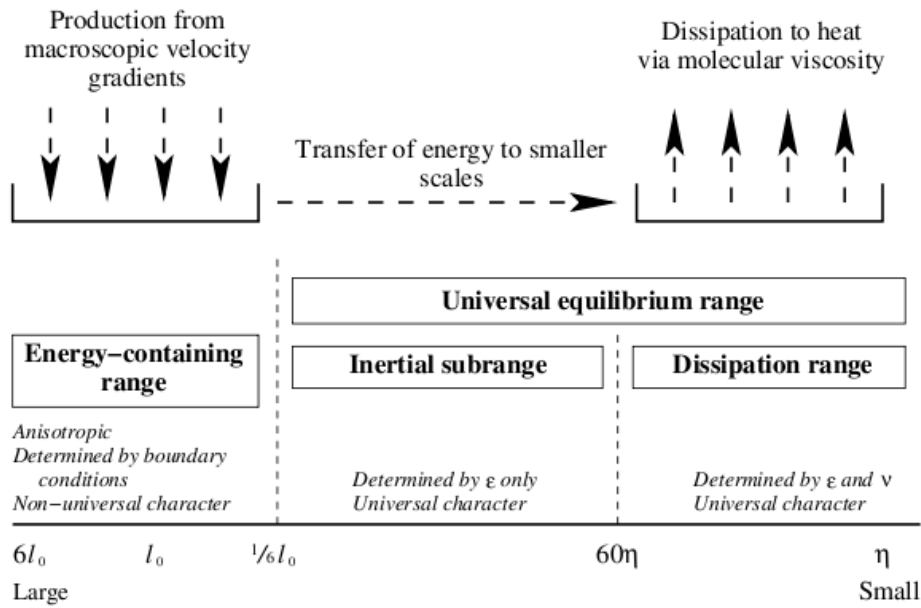 Production from
macroscopic velocity
gradients
Dissipation to heat
via molecular viscosity
Transfer of energy to smaller
scales
Universal equilibrium range
Energy−containing
range
Inertial subrange
Dissipation range
Anisotropic
Determined by boundary
conditions
Non−universal character
Determined by ε only
Universal character
Determined by ε and ν
Universal character
6l₀
l₀
⅙l₀
60η
η
Large
Small